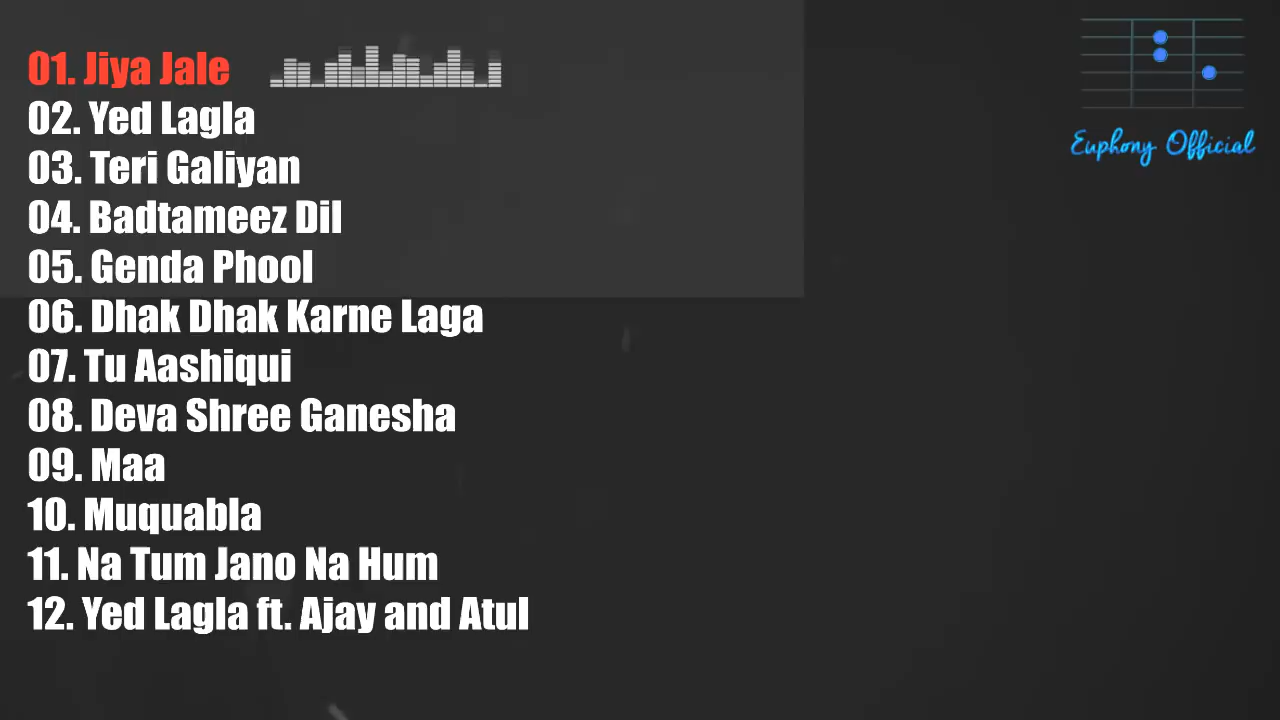 01. Jiya Jale
02. Yed Lagla
03. Teri Galiyan
04. Badtameez Dil
05. Genda Phool
06. Dhak Dhak Karne Laga
07. Tu Aashiqui
08. Deva Shree Ganesha
09. Maa
10. Muquabla
11. Na Tum Jano Na Hum
12. Yed Lagla ft. Ajay and Atul
Euphony Official